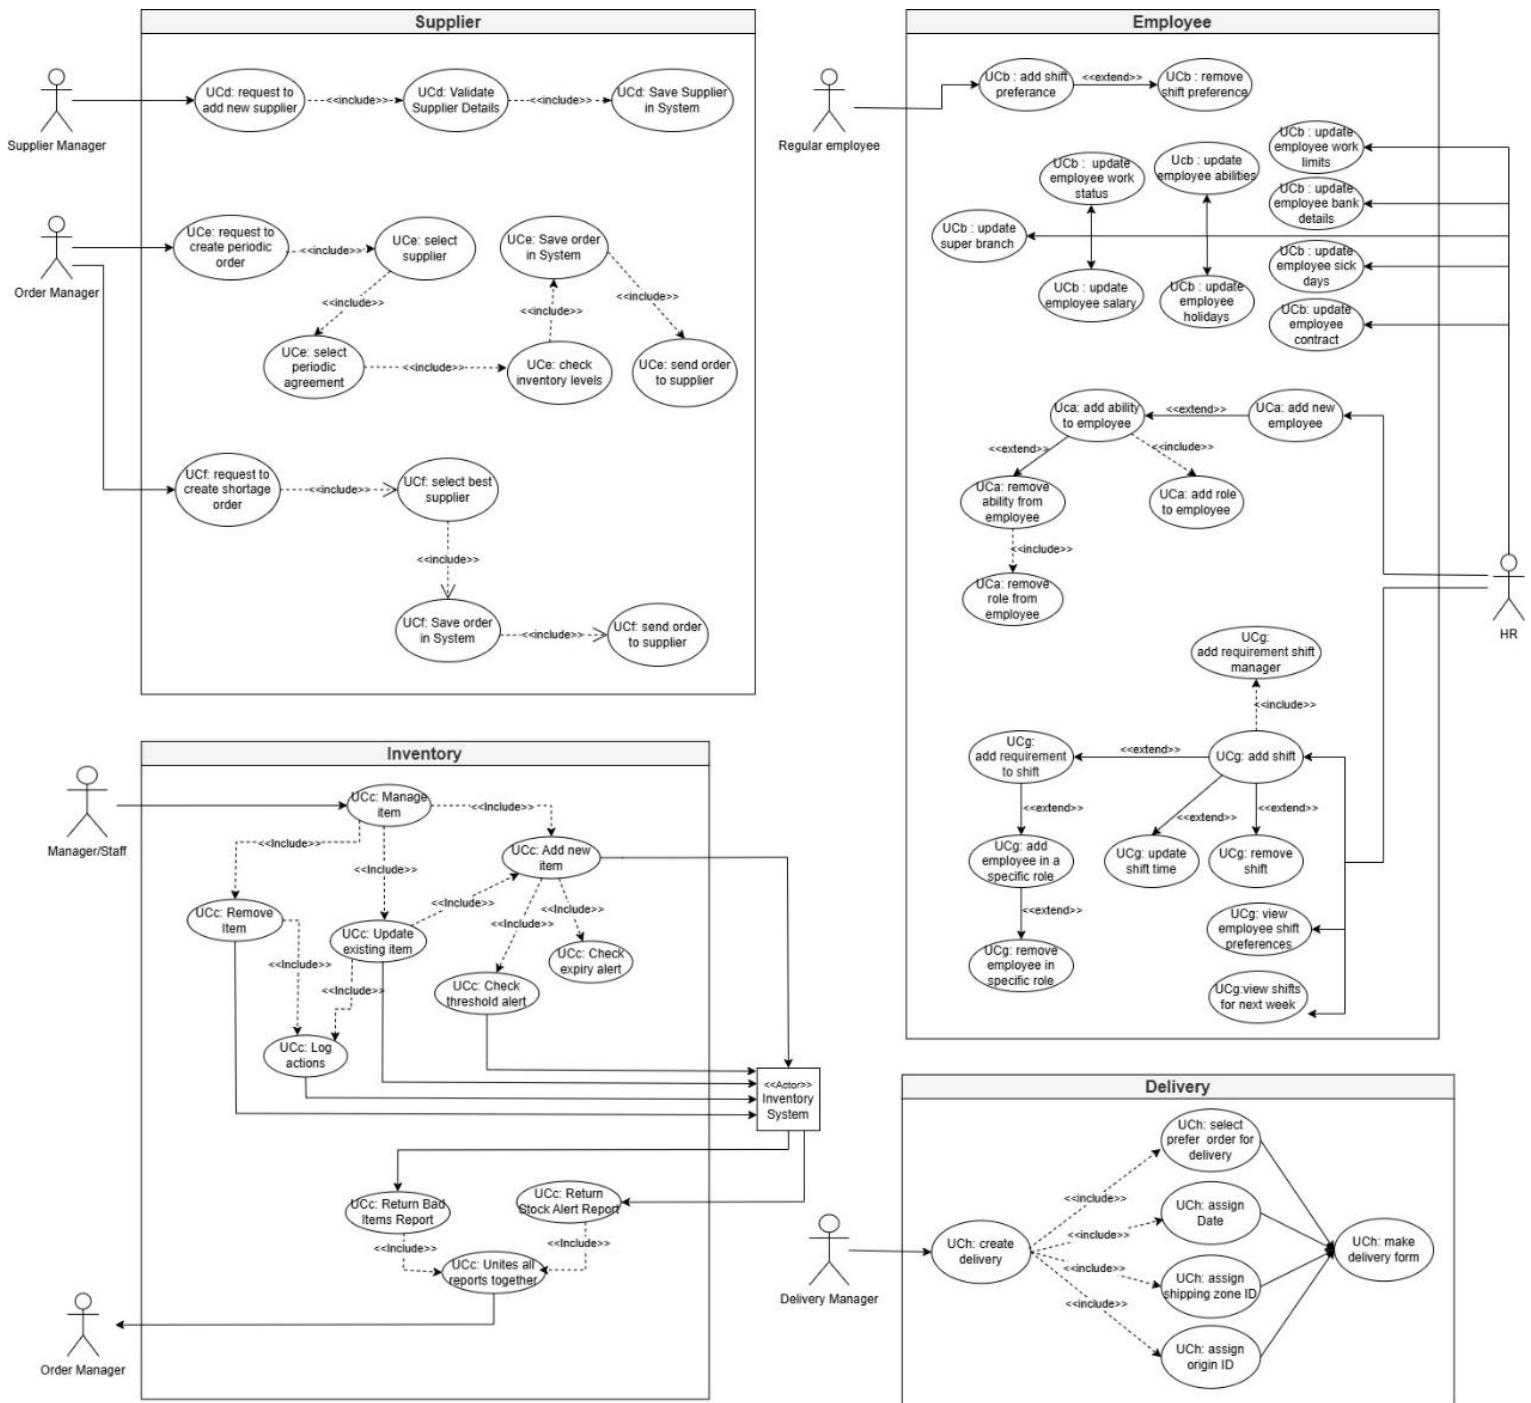 Supplier
Supplier Manager
UCd: request to
add new supplier
<<include>>
UCd: Validate
Supplier Details
<<include>>
UCd: Save Supplier
in System
Order Manager
UCe: request to
create periodic
order
<<include>>
UCe: select
supplier
<<include>>
UCe: select
periodic
agreement
<<include>>
UCe: check
inventory levels
<<include>>
UCe: Save order
in System
<<include>>
UCe: send order
to supplier
UCf: request to
create shortage
order
<<include>>
UCf: select best
supplier
<<include>>
UCf: Save order
in System
<<include>>
UCf: send order
to supplier
Employee
Regular employee
UCb : add shift
preferance
<<extend>>
UCb : remove
shift preference
UCb : update
employee work
limits
UCb :  update
employee work
status
Ucb : update
employee abilities
UCb : update
employee bank
details
UCb : update
super branch
UCb : update
employee sick
days
UCb : update
employee salary
UCb : update
employee
holidays
UCb: update
employee
contract
Uca: add ability
to employee
<<extend>>
UCa: add new
employee
<<extend>>
<<include>>
UCa: remove
ability from
employee
UCa: add role
to employee
<<include>>
UCa: remove
role from
employee
HR
UCg:
add requirement shift
manager
<<include>>
UCg:
add requirement
to shift
<<extend>>
UCg: add shift
<<extend>>
<<extend>>
<<extend>>
UCg: add
employee in a
specific role
UCg: update
shift time
UCg: remove
shift
<<extend>>
UCg: remove
employee in
specific role
UCg: view
employee shift
preferences
UCg:view shifts
for next week
Inventory
Manager/Staff
UCc: Manage
item
<<Include>>
<<Include>>
<<Include>>
UCc: Add new
item
UCc: Remove
Item
<<Include>>
UCc: Update
existing item
<<Include>>
<<Include>>
UCc: Check
expiry alert
<<Include>>
<<Include>>
UCc: Check
threshold alert
UCc: Log
actions
<<Actor>>
Inventory
System
UCc: Return Bad
Items Report
UCc: Return
Stock Alert Report
<<Include>>
<<Include>>
UCc: Unites all
reports together
Order Manager
Delivery
Delivery Manager
UCh: create
delivery
<<include>>
<<include>>
<<include>>
<<include>>
UCh: select
prefer  order for
delivery
UCh: assign
Date
UCh: assign
shipping zone ID
UCh: assign
origin ID
UCh: make
delivery form